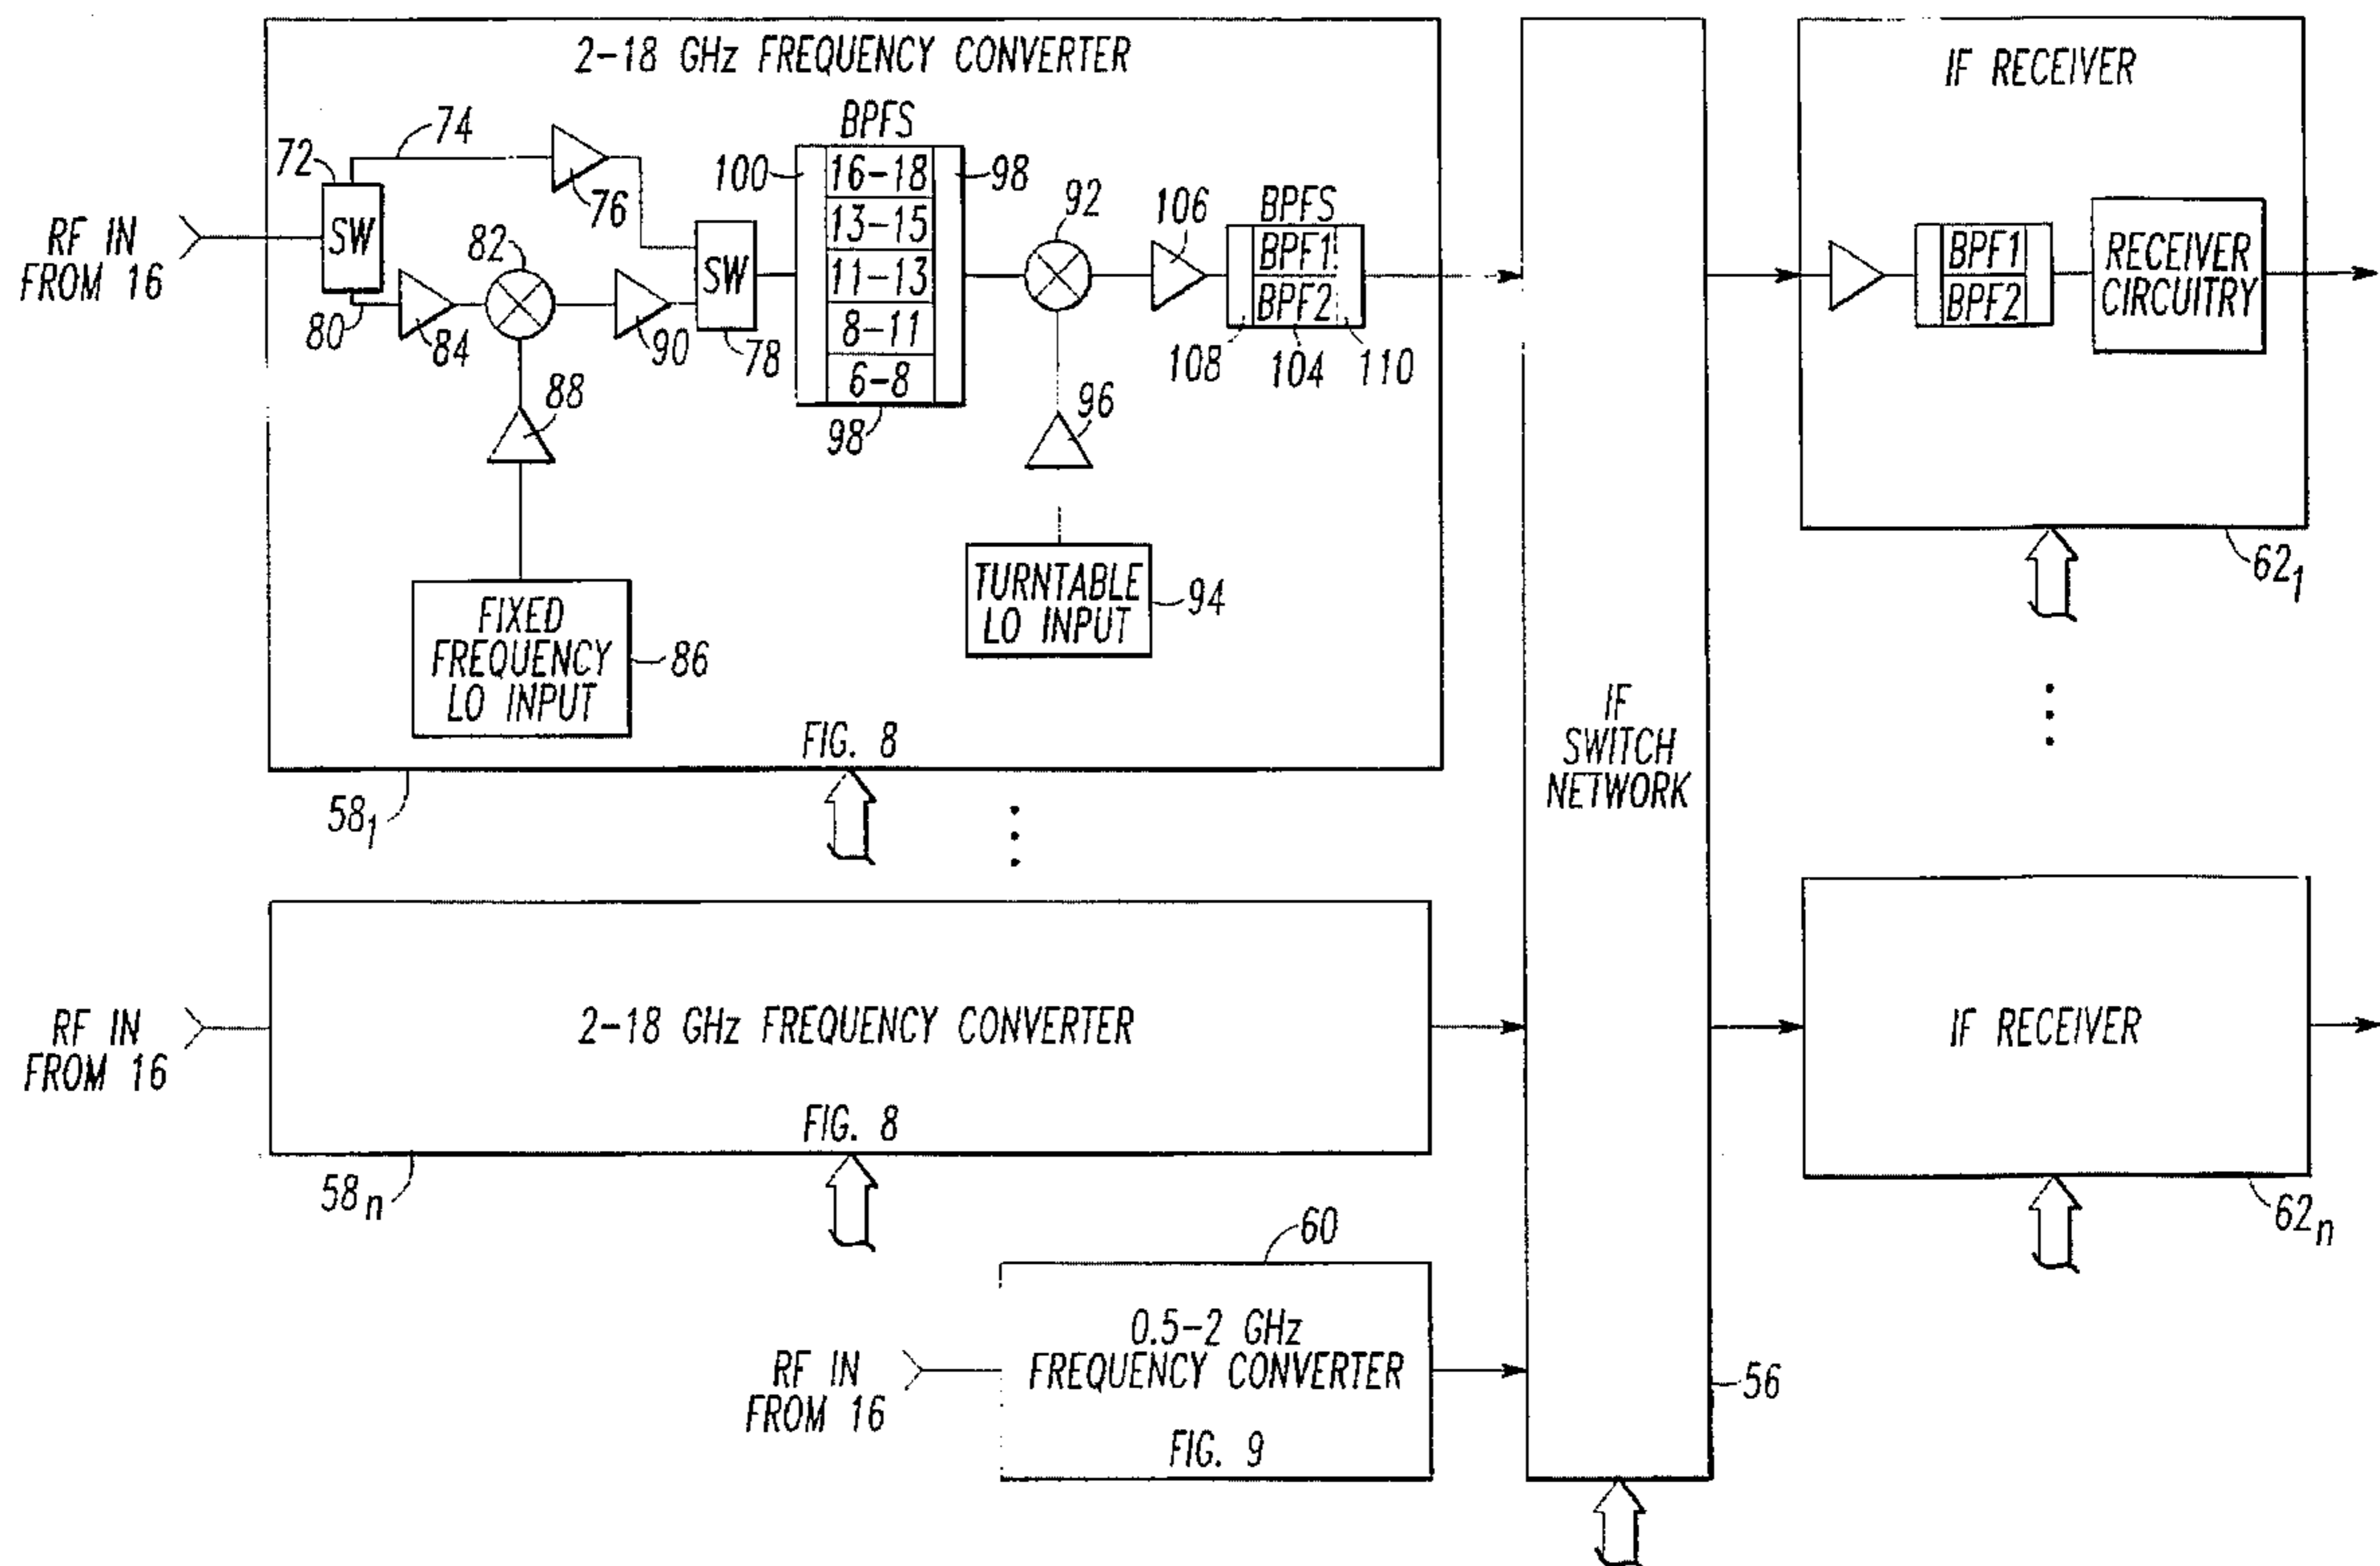 2-18 GHz FREQUENCY CONVERTER
IF RECEIVER
BPFS
74
72
76
100
16-18
98
13-15
11-13
8-11
6-8
98
92
106
BPFS
BPF1
BPF2
108
104
110
RF IN
FROM 16
SW
82
80
84
90
SW
78
88
96
BPF1
BPF2
RECEIVER
CIRCUITRY
FIXED
FREQUENCY
LO INPUT
86
TURNTABLE
LO INPUT
94
FIG. 8
58₁
62₁
IF
SWITCH
NETWORK
RF IN
FROM 16
2-18 GHz FREQUENCY CONVERTER
FIG. 8
58n
IF RECEIVER
62n
60
RF IN
FROM 16
0.5-2 GHz
FREQUENCY CONVERTER
FIG. 9
56